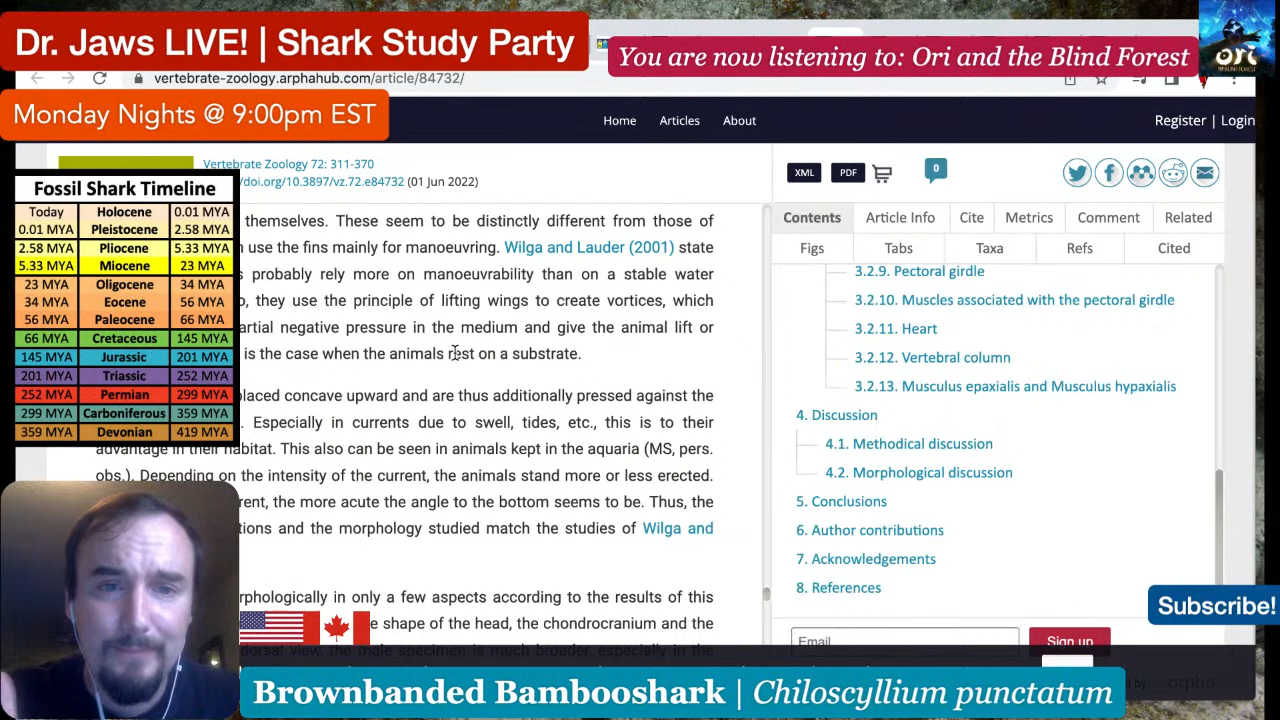 Dr. Jaws LIVE! | Shark Study Party
You are now listening to: Ori and the Blind Forest
ori
vertebrate-zoology.arphahub.com/article/84732/
Monday Nights @ 9:00pm EST
Home Articles About
Register | Login
Vertebrate Zoology 72: 311-370
/doi.org/10.3897/vz.72.e84732 (01 Jun 2022)
XML PDF 0
Fossil Shark Timeline
Today Holocene 0.01 MYA
0.01 MYA Pleistocene 2.58 MYA
2.58 MYA Pliocene 5.33 MYA
5.33 MYA Miocene 23 MYA
23 MYA Oligocene 34 MYA
34 MYA Eocene 56 MYA
56 MYA Paleocene 66 MYA
66 MYA Cretaceous 145 MYA
145 MYA Jurassic 201 MYA
201 MYA Triassic 252 MYA
252 MYA Permian 299 MYA
299 MYA Carboniferous 359 MYA
359 MYA Devonian 419 MYA
themselves. These seem to be distinctly different from those of
use the fins mainly for manoeuvring. Wilga and Lauder (2001) state
probably rely more on manoeuvrability than on a stable water
they use the principle of lifting wings to create vortices, which
negative pressure in the medium and give the animal lift or
is the case when the animals rest on a substrate.
concave upward and are thus additionally pressed against the
Especially in currents due to swell, tides, etc., this is to their
advantage in their habitat. This also can be seen in animals kept in the aquaria (MS, pers.
obs.). Depending on the intensity of the current, the animals stand more or less erected.
the more acute the angle to the bottom seems to be. Thus, the
and the morphology studied match the studies of Wilga and
in only a few aspects according to the results of this
shape of the head, the chondrocranium and the
dorsal view, the male specimen is much broader, especially in the
Contents Article Info Cite Metrics Comment Related
Figs Tabs Taxa Refs Cited
3.2.9. Pectoral girdle
3.2.10. Muscles associated with the pectoral girdle
3.2.11. Heart
3.2.12. Vertebral column
3.2.13. Musculus epaxialis and Musculus hypaxialis
4. Discussion
4.1. Methodical discussion
4.2. Morphological discussion
5. Conclusions
6. Author contributions
7. Acknowledgements
8. References
Email Sign up
Subscribe!
Brownbanded Bambooshark | Chiloscyllium punctatum